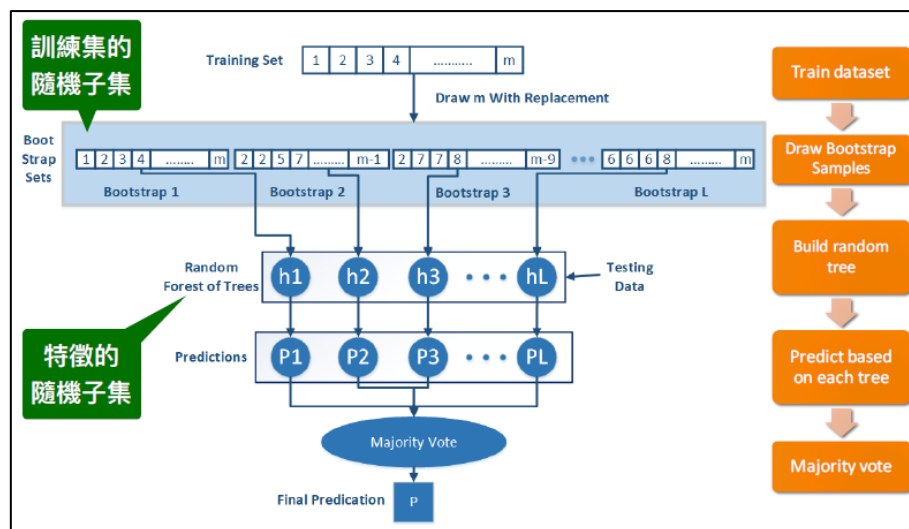 訓練集的
隨機子集
Training Set
1 2 3 4 ........... m
Draw m With Replacement
Boot
Strap
Sets
1 2 3 4 ......... m
2 2 5 7 ......... m-1
2 7 7 8 ......... m-9
6 6 6 8 ......... m
Bootstrap 1
Bootstrap 2
Bootstrap 3
Bootstrap L
Random
Forest of Trees
h1 h2 h3 hL
Testing
Data
特徵的
隨機子集
Predictions
P1 P2 P3 PL
Majority Vote
Final Predication
P
Train dataset
Draw Bootstrap
Samples
Build random
tree
Predict based
on each tree
Majority vote